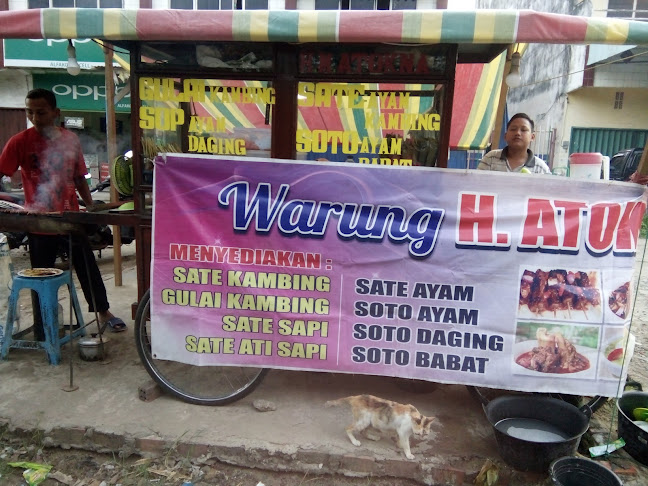 OPPO
OPPO
GULAI KAMBING
SOP AYAM
DAGING
SATE AYAM
KAMBING
SOTO AYAM
BABAT
Warung H. ATOK
MENYEDIAKAN :
SATE KAMBING
GULAI KAMBING
SATE SAPI
SATE ATI SAPI
SATE AYAM
SOTO AYAM
SOTO DAGING
SOTO BABAT